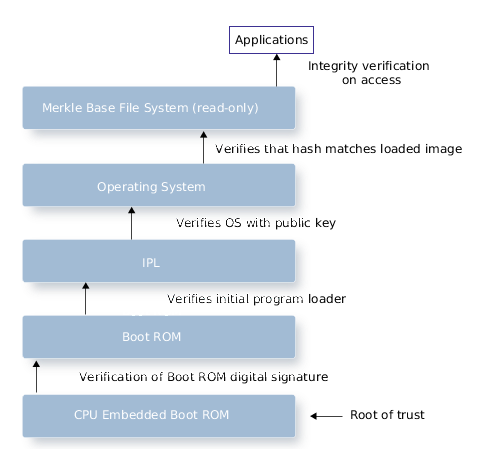 Applications
Integrity verification
on access
Merkle Base File System (read-only)
Verifies that hash matches loaded image
Operating System
Verifies OS with public key
IPL
Verifies initial program loader
Boot ROM
Verification of Boot ROM digital signature
CPU Embedded Boot ROM
Root of trust